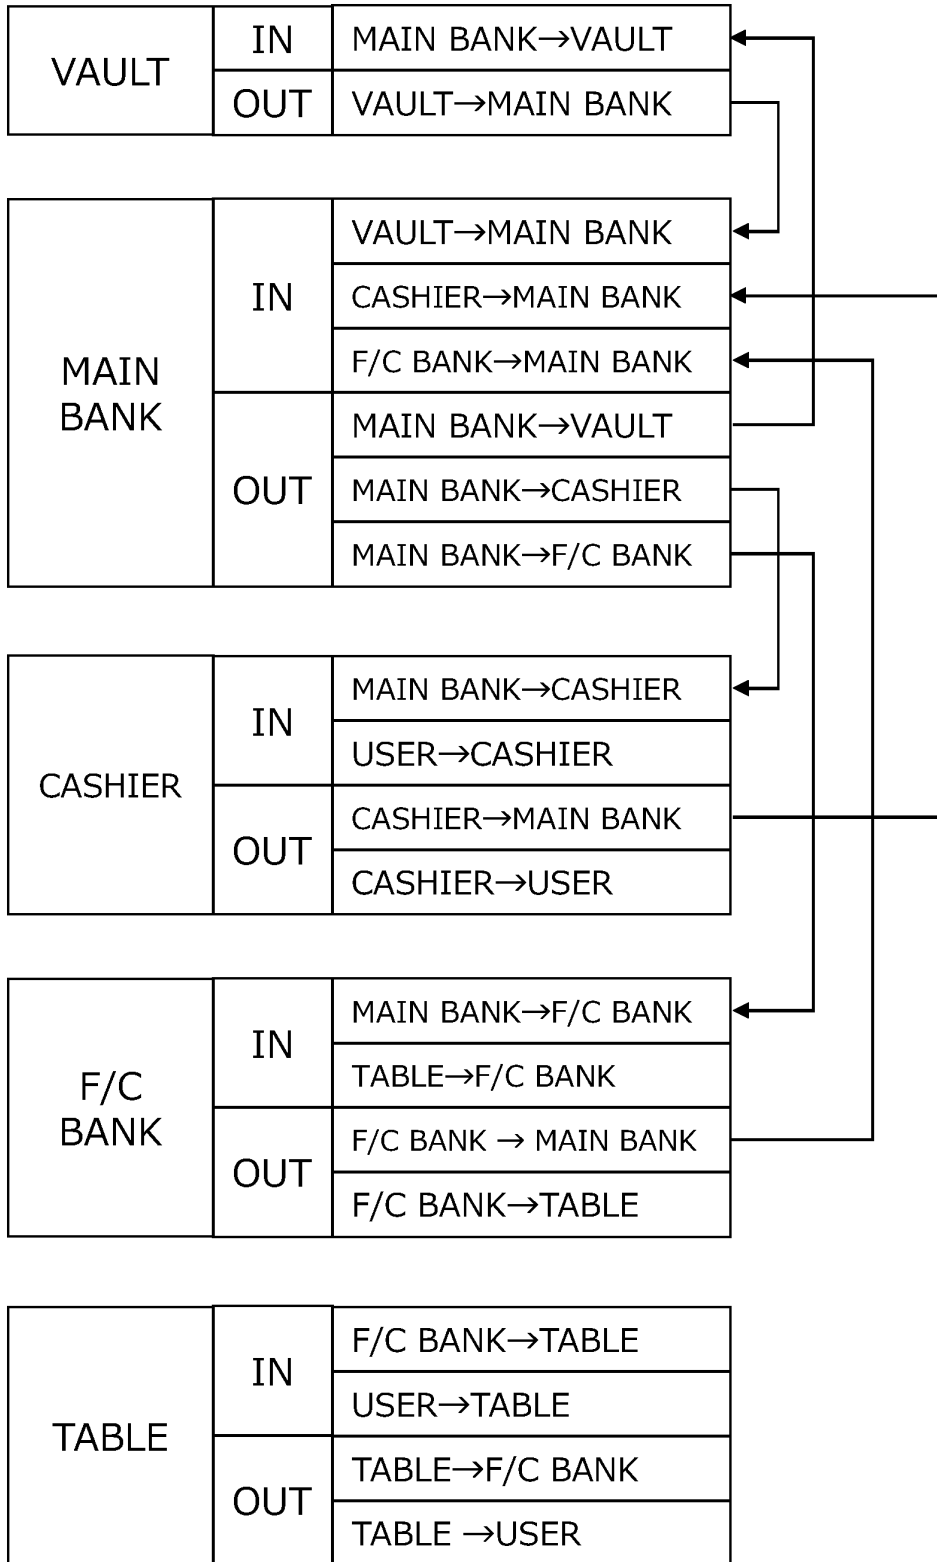 VAULT
IN
MAIN BANK→VAULT
OUT
VAULT→MAIN BANK
MAIN
BANK
IN
VAULT→MAIN BANK
CASHIER→MAIN BANK
F/C BANK→MAIN BANK
OUT
MAIN BANK→VAULT
MAIN BANK→CASHIER
MAIN BANK→F/C BANK
CASHIER
IN
MAIN BANK→CASHIER
USER→CASHIER
OUT
CASHIER→MAIN BANK
CASHIER→USER
F/C
BANK
IN
MAIN BANK→F/C BANK
TABLE→F/C BANK
OUT
F/C BANK → MAIN BANK
F/C BANK→TABLE
TABLE
IN
F/C BANK→TABLE
USER→TABLE
OUT
TABLE→F/C BANK
TABLE →USER